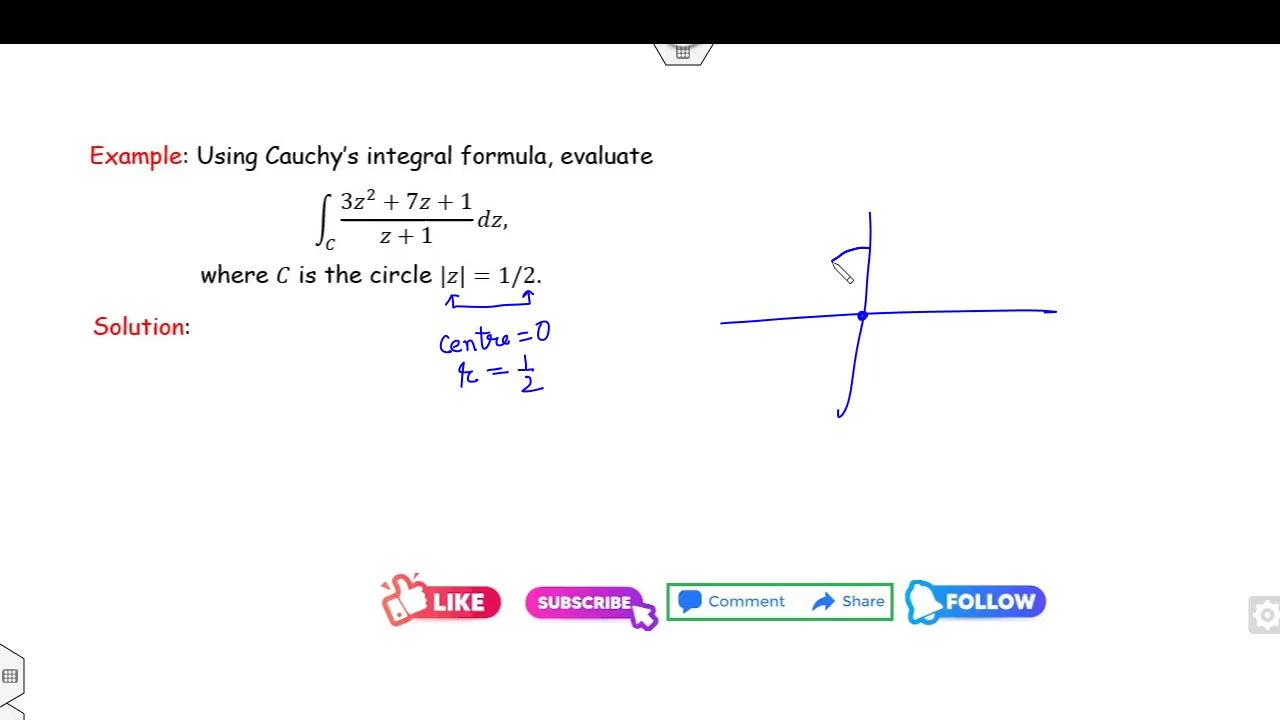 Example: Using Cauchy's integral formula, evaluate
∫_C (3z² + 7z + 1)/(z + 1) dz,
where C is the circle |z| = 1/2.
Solution:
Centre = 0
r = 1/2
LIKE SUBSCRIBE Comment Share FOLLOW